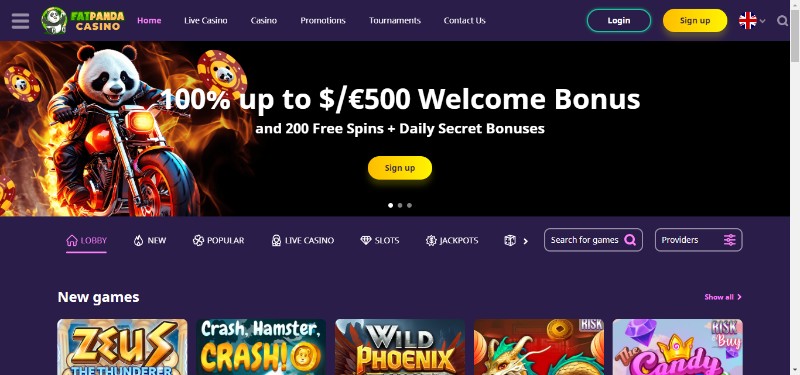 FATPANDA
CASINO
Home
Live Casino
Casino
Promotions
Tournaments
Contact Us
Login
Sign up
100% up to $/€500 Welcome Bonus
and 200 Free Spins + Daily Secret Bonuses
Sign up
LOBBY
NEW
POPULAR
LIVE CASINO
SLOTS
JACKPOTS
Search for games
Providers
New games
Show all
ZEUS
THE THUNDERER
Crash, Hamster,
CRASH!
WILD
PHOENIX
RISK
The
Candy
RISK
Buy